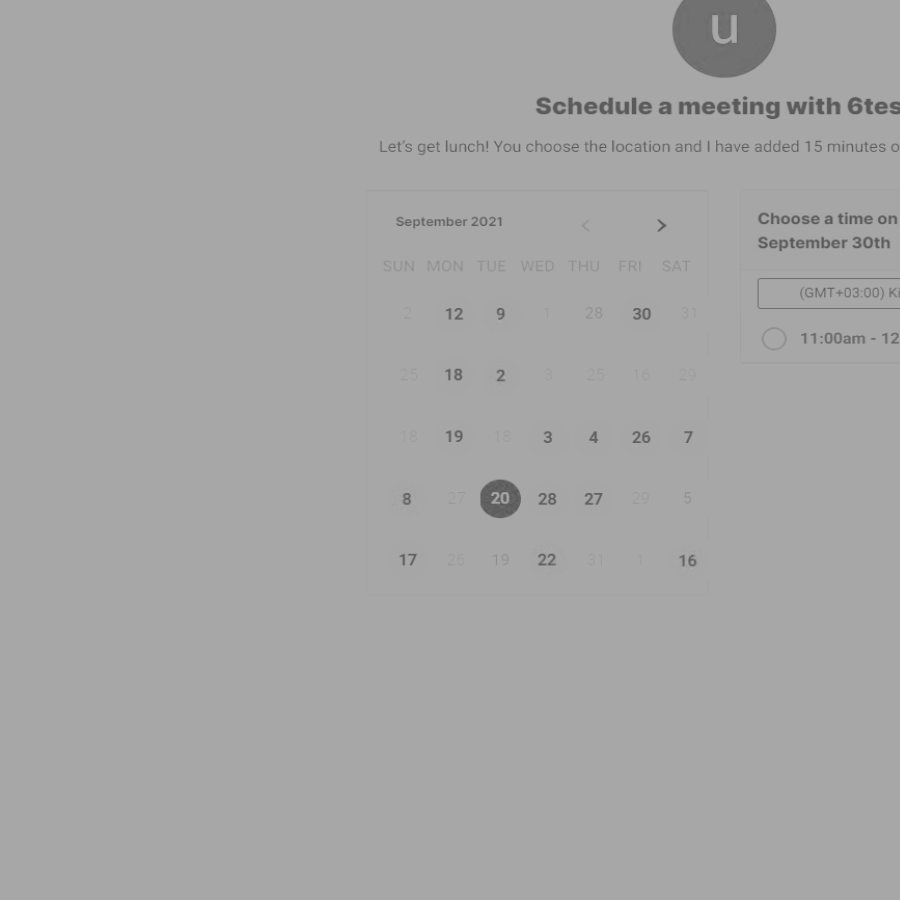 u
Schedule a meeting with 6tes
Let's get lunch! You choose the location and I have added 15 minutes o
September 2021
SUN MON TUE WED THU FRI SAT
2 12 9 1 28 30 31
25 18 2 3 25 16 29
18 19 18 3 4 26 7
8 27 20 28 27 29 5
17 26 19 22 31 1 16
Choose a time on
September 30th
(GMT+03:00) Ki
11:00am - 12